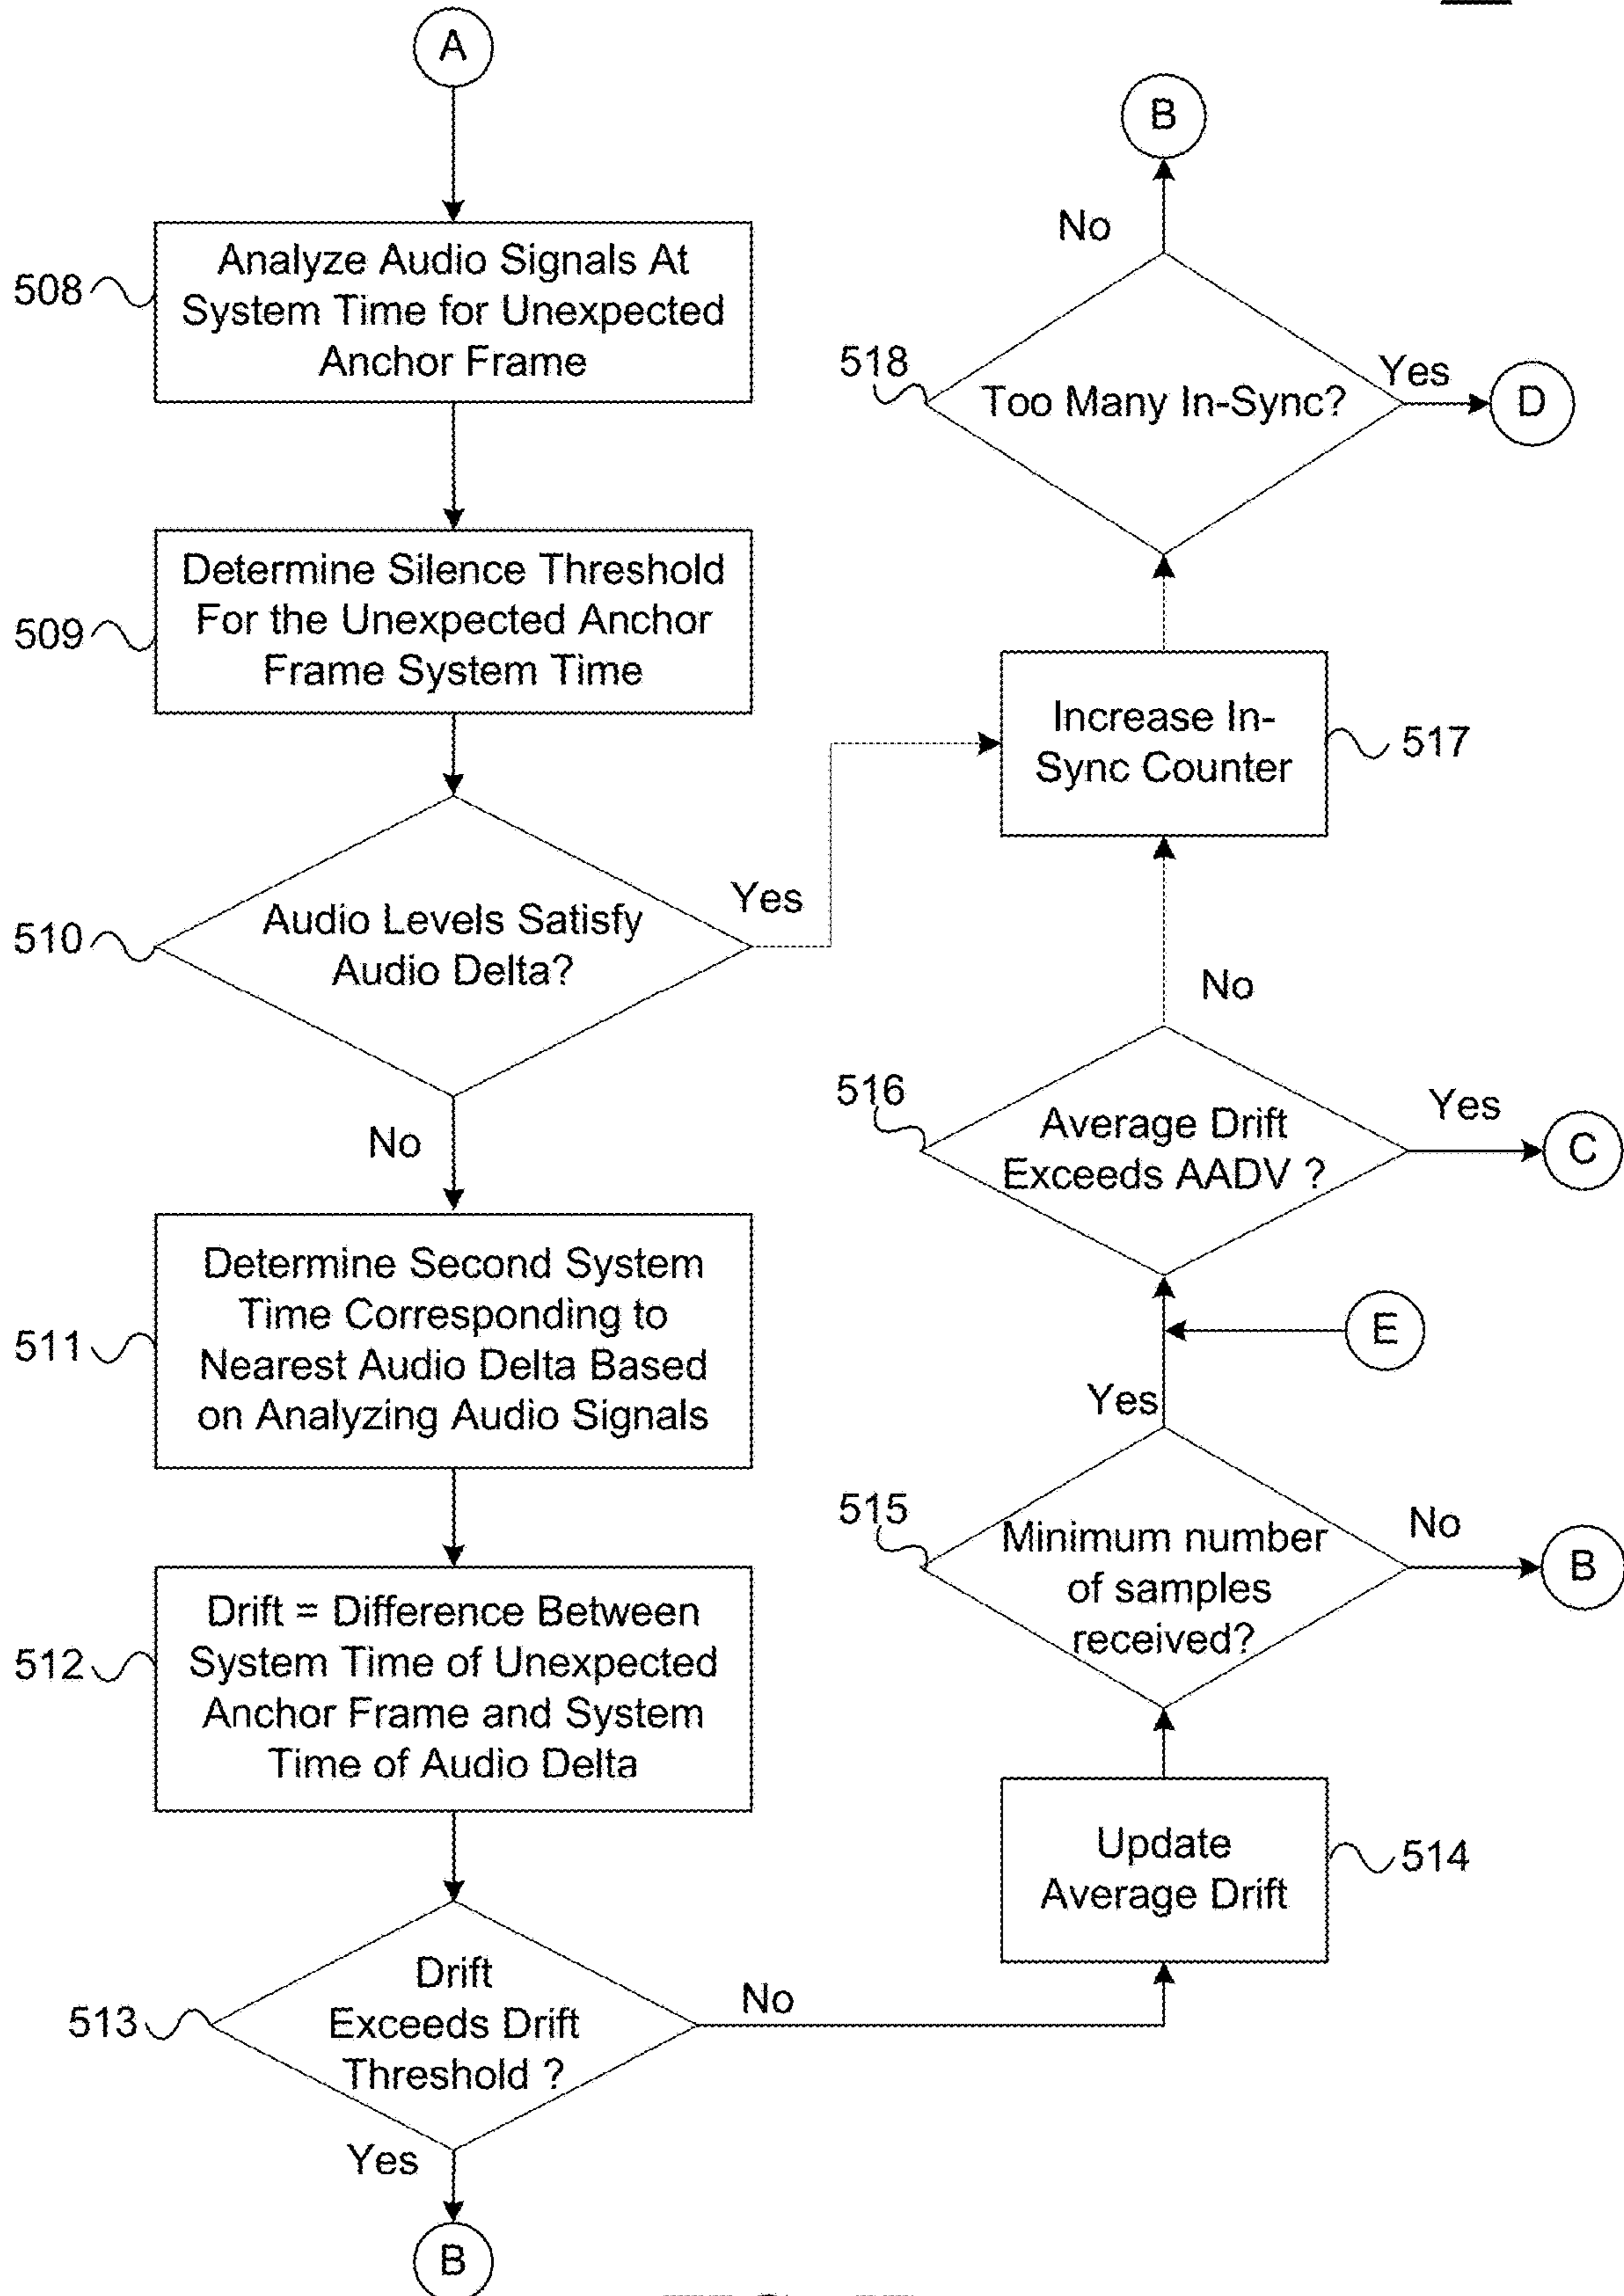 A
508
Analyze Audio Signals At
System Time for Unexpected
Anchor Frame
509
Determine Silence Threshold
For the Unexpected Anchor
Frame System Time
510
Audio Levels Satisfy
Audio Delta?
Yes
No
511
Determine Second System
Time Corresponding to
Nearest Audio Delta Based
on Analyzing Audio Signals
512
Drift = Difference Between
System Time of Unexpected
Anchor Frame and System
Time of Audio Delta
513
Drift
Exceeds Drift
Threshold ?
No
Yes
B
B
No
518
Too Many In-Sync?
Yes
D
Increase In-
Sync Counter
517
No
516
Average Drift
Exceeds AADV ?
Yes
C
E
Yes
515
Minimum number
of samples
received?
No
B
Update
Average Drift
514